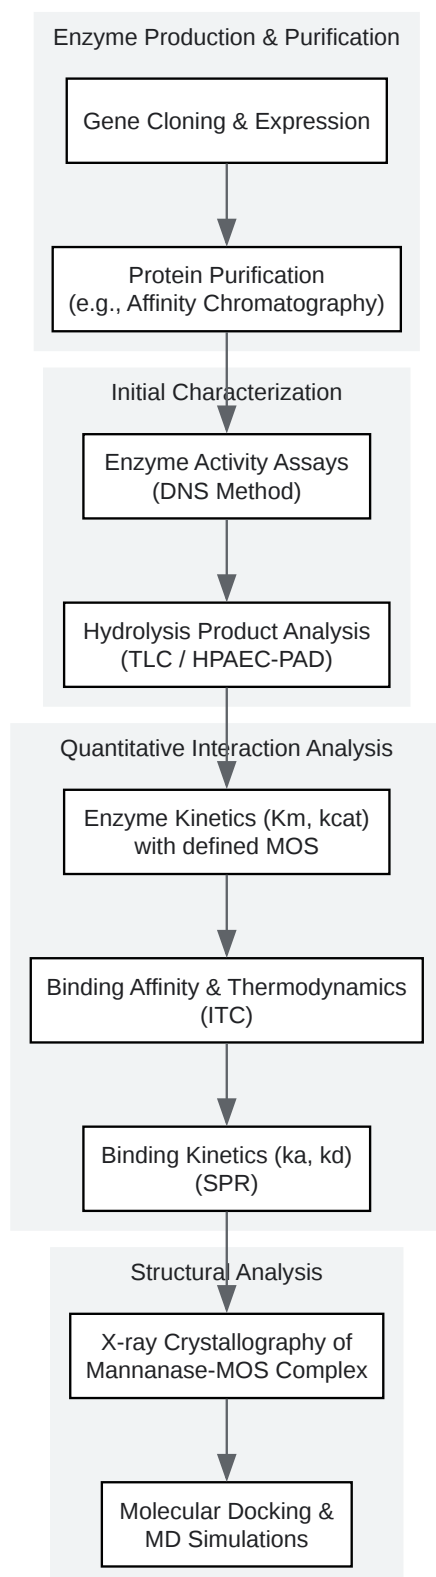 Enzyme Production & Purification
Gene Cloning & Expression
Protein Purification
(e.g., Affinity Chromatography)
Initial Characterization
Enzyme Activity Assays
(DNS Method)
Hydrolysis Product Analysis
(TLC / HPAEC-PAD)
Quantitative Interaction Analysis
Enzyme Kinetics (Km, kcat)
with defined MOS
Binding Affinity & Thermodynamics
(ITC)
Binding Kinetics (ka, kd)
(SPR)
Structural Analysis
X-ray Crystallography of
Mannanase-MOS Complex
Molecular Docking &
MD Simulations